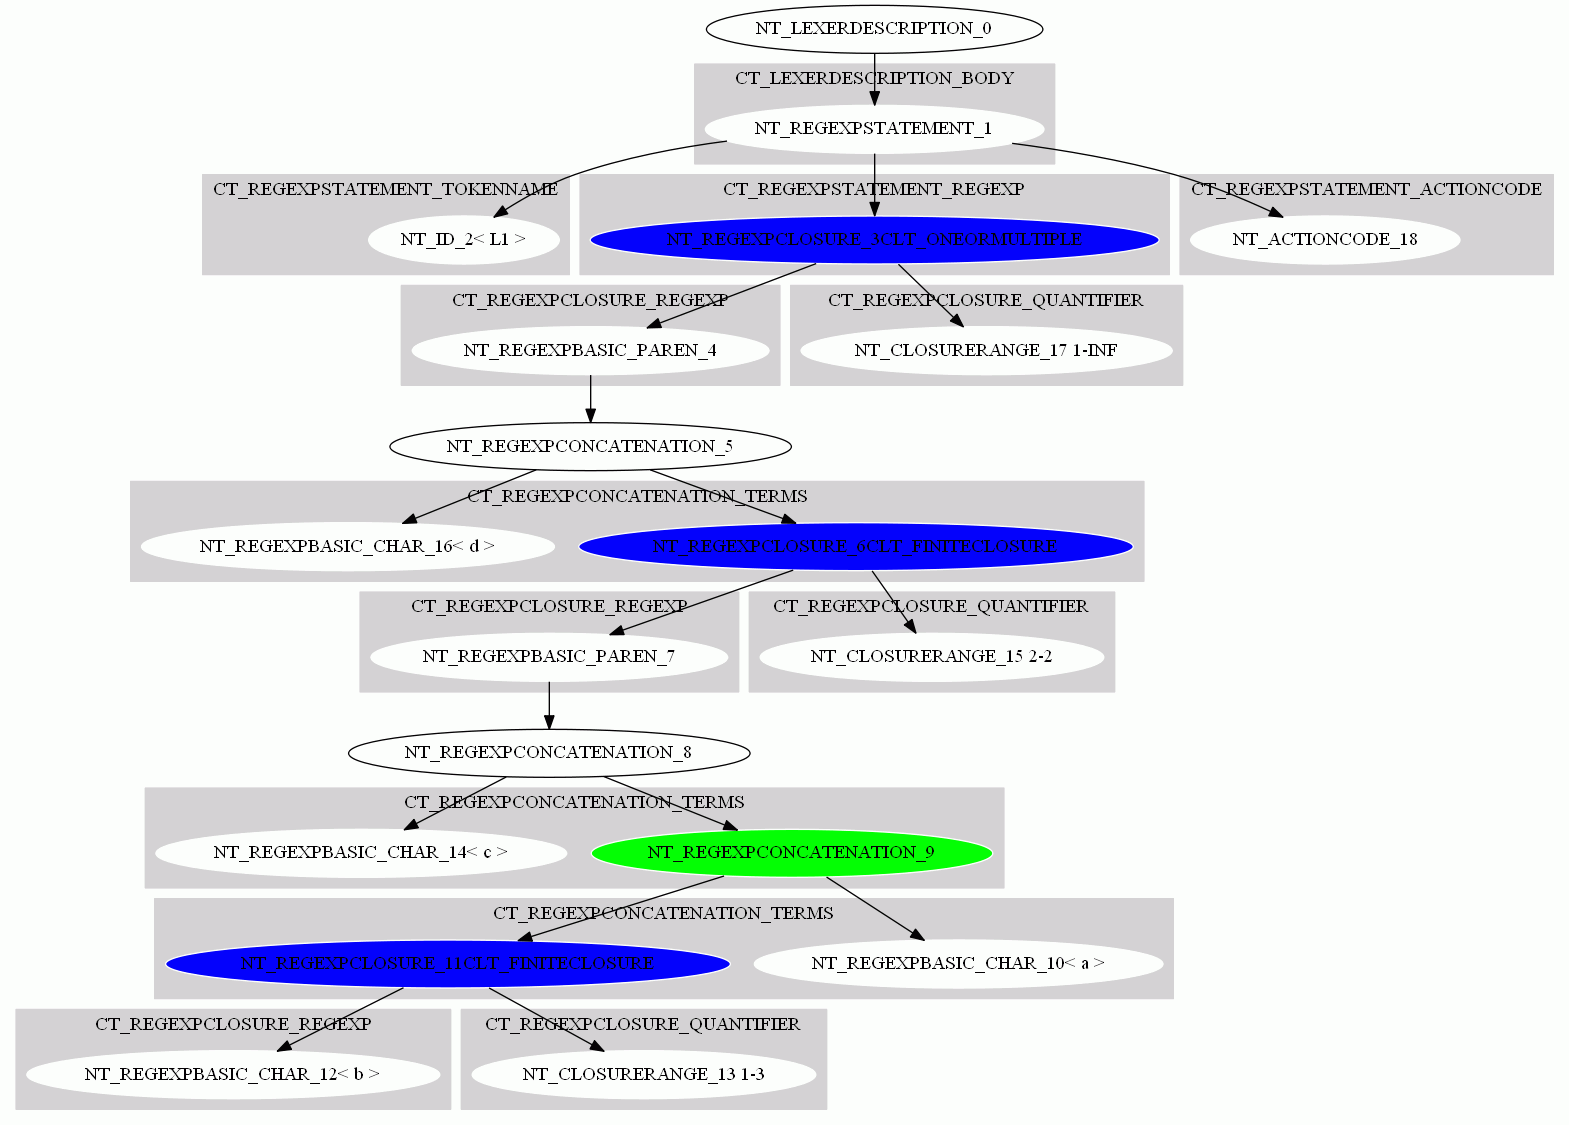 NT_LEXERDESCRIPTION_0
CT_LEXERDESCRIPTION_BODY
NT_REGEXPSTATEMENT_1
CT_REGEXPSTATEMENT_TOKENNAME
CT_REGEXPSTATEMENT_REGEXP
CT_REGEXPSTATEMENT_ACTIONCODE
NT_ID_2< L1 >
NT_REGEXPCLOSURE_3CLT_ONEORMULTIPLE
NT_ACTIONCODE_18
CT_REGEXPCLOSURE_REGEXP
CT_REGEXPCLOSURE_QUANTIFIER
NT_REGEXPBASIC_PAREN_4
NT_CLOSURERANGE_17 1-INF
NT_REGEXPCONCATENATION_5
CT_REGEXPCONCATENATION_TERMS
NT_REGEXPBASIC_CHAR_16< d >
NT_REGEXPCLOSURE_6CLT_FINITECLOSURE
CT_REGEXPCLOSURE_REGEXP
CT_REGEXPCLOSURE_QUANTIFIER
NT_REGEXPBASIC_PAREN_7
NT_CLOSURERANGE_15 2-2
NT_REGEXPCONCATENATION_8
CT_REGEXPCONCATENATION_TERMS
NT_REGEXPBASIC_CHAR_14< c >
NT_REGEXPCONCATENATION_9
CT_REGEXPCONCATENATION_TERMS
NT_REGEXPCLOSURE_11CLT_FINITECLOSURE
NT_REGEXPBASIC_CHAR_10< a >
CT_REGEXPCLOSURE_REGEXP
CT_REGEXPCLOSURE_QUANTIFIER
NT_REGEXPBASIC_CHAR_12< b >
NT_CLOSURERANGE_13 1-3